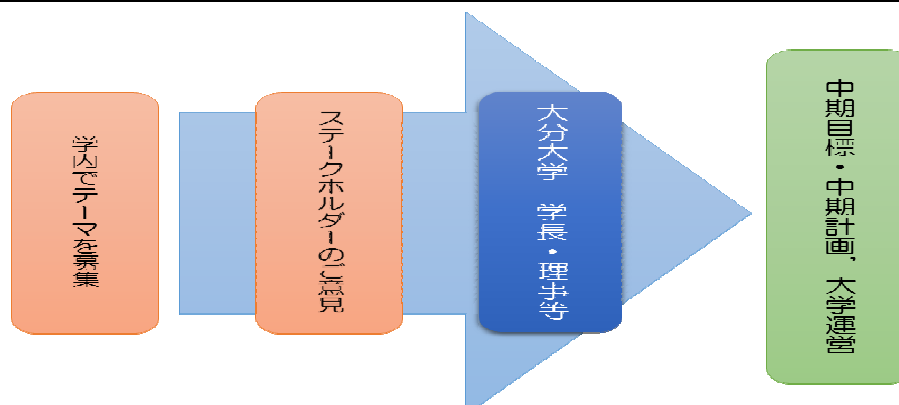 学内でテーマを募集
ステークホルダーのご意見
大分大学　学長・理事等
中期目標・中期計画，大学運営